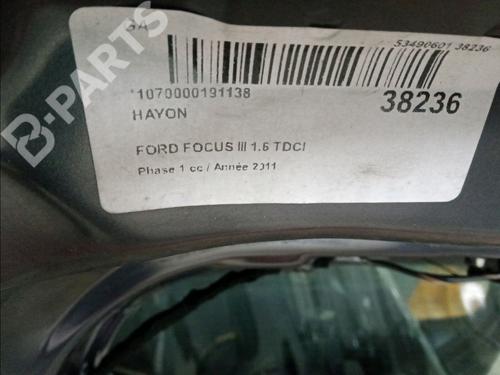 53490601 38236
*1070000191138
38236
HAYON
FORD FOCUS III 1.6 TDCI
Phase 1 cc / Année 2011
B-PARTS